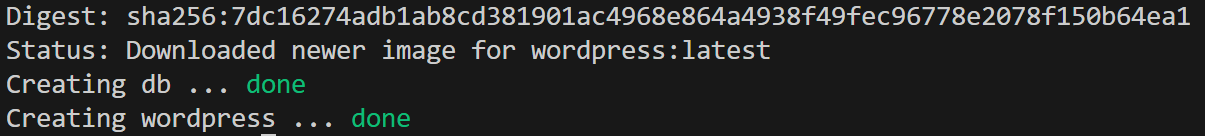 Digest: sha256:7dc16274adb1ab8cd381901ac4968e864a4938f49fec96778e2078f150b64ea1
Status: Downloaded newer image for wordpress:latest
Creating db ... done
Creating wordpress ... done